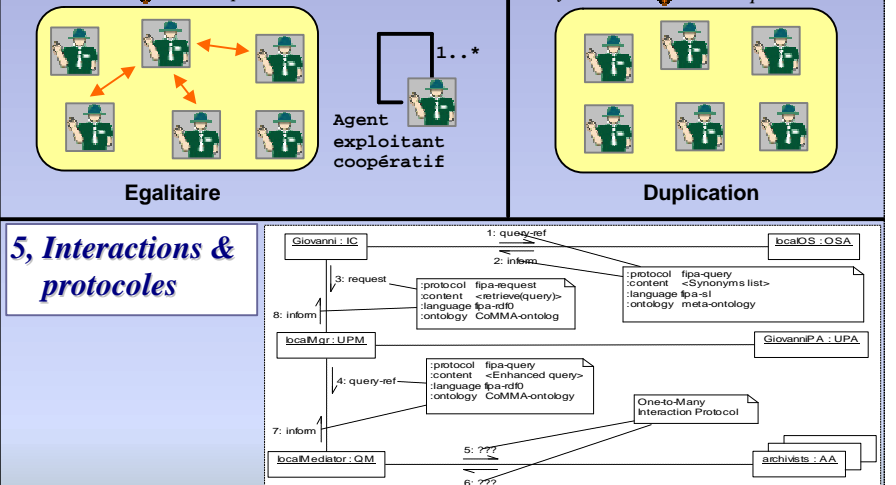 1..*
Agent
exploitant
coopératif
Egalitaire
Duplication
5, Interactions &
protocoles
Giovanni : IC
1: query-ref
2: inform
localOS : OSA
3: request
8: inform
:protocol fipa-request
:content <retrieve(query)>
:language fipa-rdf0
:ontology CoMMA-ontolog
:protocol fipa-query
:content <Synonyms list>
:language fipa-sl
:ontology meta-ontology
localMgr : UPM
GiovanniPA : UPA
4: query-ref
7: inform
:protocol fipa-query
:content <Enhanced query>
:language fipa-rdf0
:ontology CoMMA-ontology
One-to-Many
Interaction Protocol
localMediator : QM
5: ???
6: ???
archivists : AA